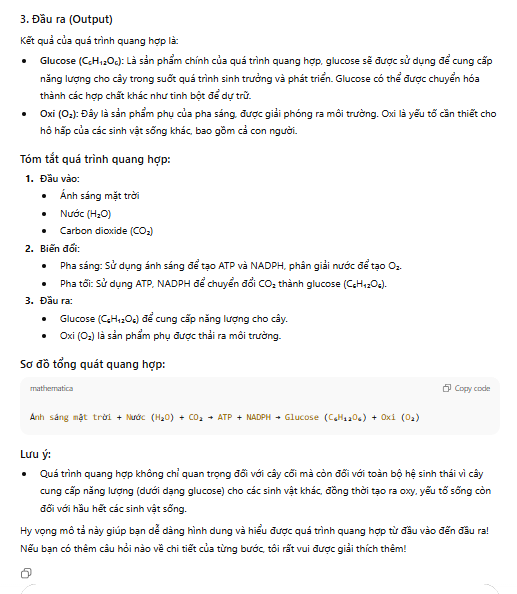 3. Đầu ra (Output)
Kết quả của quá trình quang hợp là:
• Glucose (C₆H₁₂O₆): Là sản phẩm chính của quá trình quang hợp, glucose sẽ được sử dụng để cung cấp
năng lượng cho cây trong suốt quá trình sinh trưởng và phát triển. Glucose có thể được chuyển hóa
thành các hợp chất khác như tinh bột để dự trữ.
• Oxi (O₂): Đây là sản phẩm phụ của pha sáng, được giải phóng ra môi trường. Oxi là yếu tố cần thiết cho
hô hấp của các sinh vật sống khác, bao gồm cả con người.
Tóm tắt quá trình quang hợp:
1. Đầu vào:
• Ánh sáng mặt trời
• Nước (H₂O)
• Carbon dioxide (CO₂)
2. Biến đổi:
• Pha sáng: Sử dụng ánh sáng để tạo ATP và NADPH, phân giải nước để tạo O₂.
• Pha tối: Sử dụng ATP, NADPH để chuyển đổi CO₂ thành glucose (C₆H₁₂O₆).
3. Đầu ra:
• Glucose (C₆H₁₂O₆) để cung cấp năng lượng cho cây.
• Oxi (O₂) là sản phẩm phụ được thải ra môi trường.
Sơ đồ tổng quát quang hợp:
mathematica Copy code
Ánh sáng mặt trời + Nước (H₂O) + CO₂ → ATP + NADPH → Glucose (C₆H₁₂O₆) + Oxi (O₂)
Lưu ý:
• Quá trình quang hợp không chỉ quan trọng đối với cây cối mà còn đối với toàn bộ hệ sinh thái vì cây
cung cấp năng lượng (dưới dạng glucose) cho các sinh vật khác, đồng thời tạo ra oxy, yếu tố sống còn
đối với hầu hết các sinh vật sống.
Hy vọng mô tả này giúp bạn dễ dàng hình dung và hiểu được quá trình quang hợp từ đầu vào đến đầu ra!
Nếu bạn có thêm câu hỏi nào về chi tiết của từng bước, tôi rất vui được giải thích thêm!